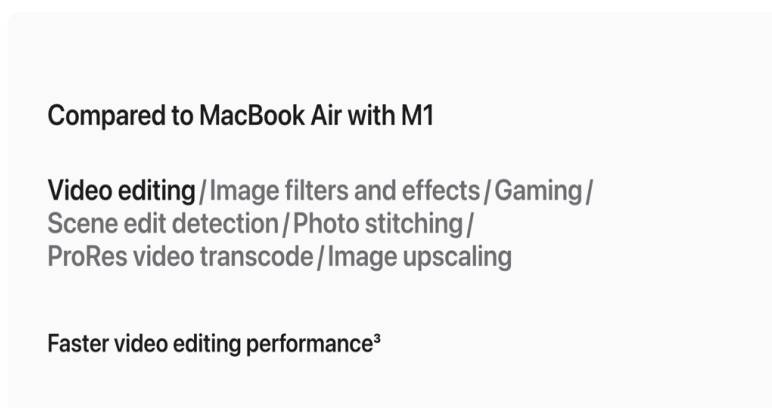 Compared to MacBook Air with M1
Video editing/Image filters and effects/Gaming/
Scene edit detection/Photo stitching/
ProRes video transcode/Image upscaling
Faster video editing performance³